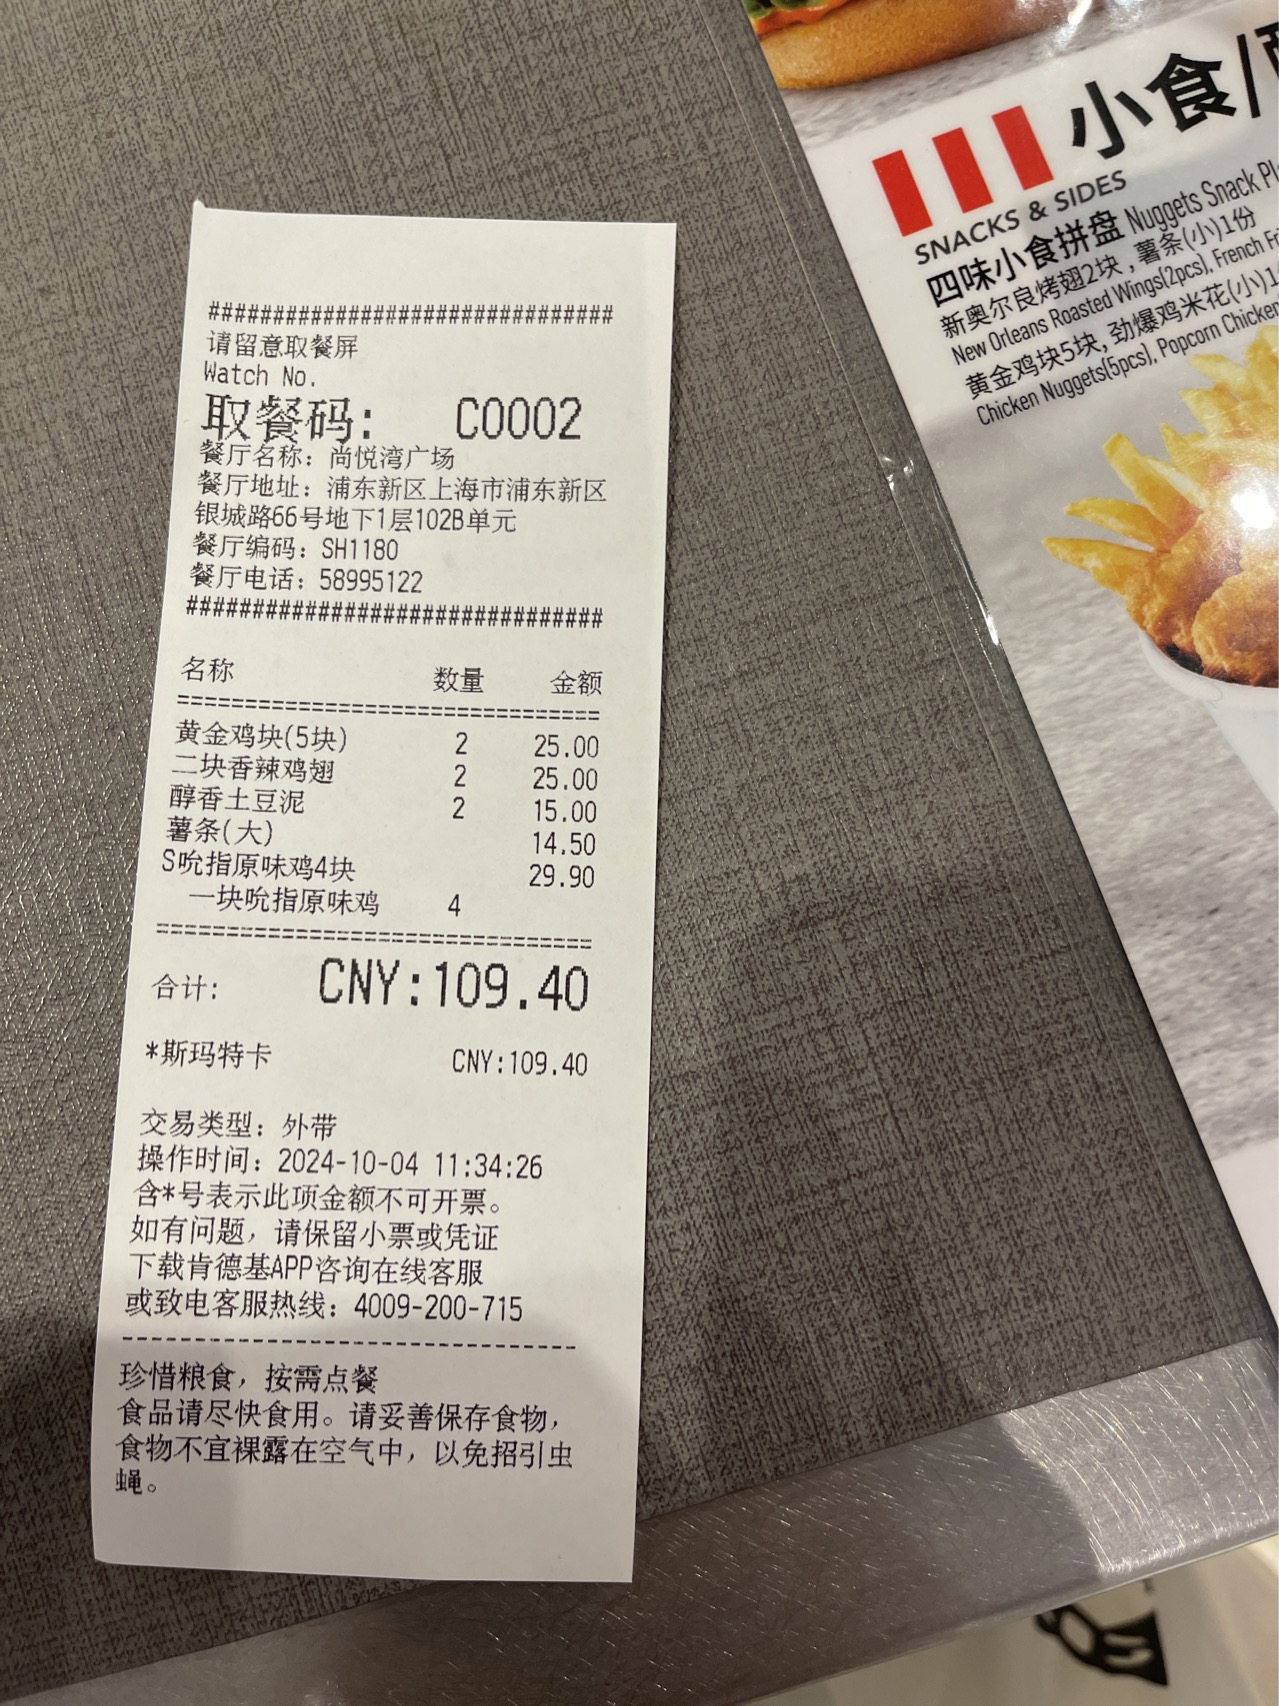 ################################
请留意取餐屏
Watch No.
取餐码： C0002
餐厅名称：尚悦湾广场
餐厅地址：浦东新区上海市浦东新区
银城路66号地下1层102B单元
餐厅编码：SH1180
餐厅电话：58995122
################################
名称 数量 金额
================================
黄金鸡块(5块) 2 25.00
二块香辣鸡翅 2 25.00
醇香土豆泥 2 15.00
薯条(大) 14.50
S吮指原味鸡4块 29.90
一块吮指原味鸡 4
================================
合计： CNY:109.40
*斯玛特卡 CNY:109.40
交易类型：外带
操作时间：2024-10-04 11:34:26
含*号表示此项金额不可开票。
如有问题，请保留小票或凭证
下载肯德基APP咨询在线客服
或致电客服热线：4009-200-715
--------------------------------
珍惜粮食，按需点餐
食品请尽快食用。请妥善保存食物，
食物不宜裸露在空气中，以免招引虫
蝇。
小食/
SNACKS & SIDES
四味小食拼盘 Nuggets Snack
新奥尔良烤翅2块，薯条(小)1份
New Orleans Roasted Wings(2pcs), French
黄金鸡块5块, 劲爆鸡米花(小)1
Chicken Nuggets(5pcs), Popcorn Chicken